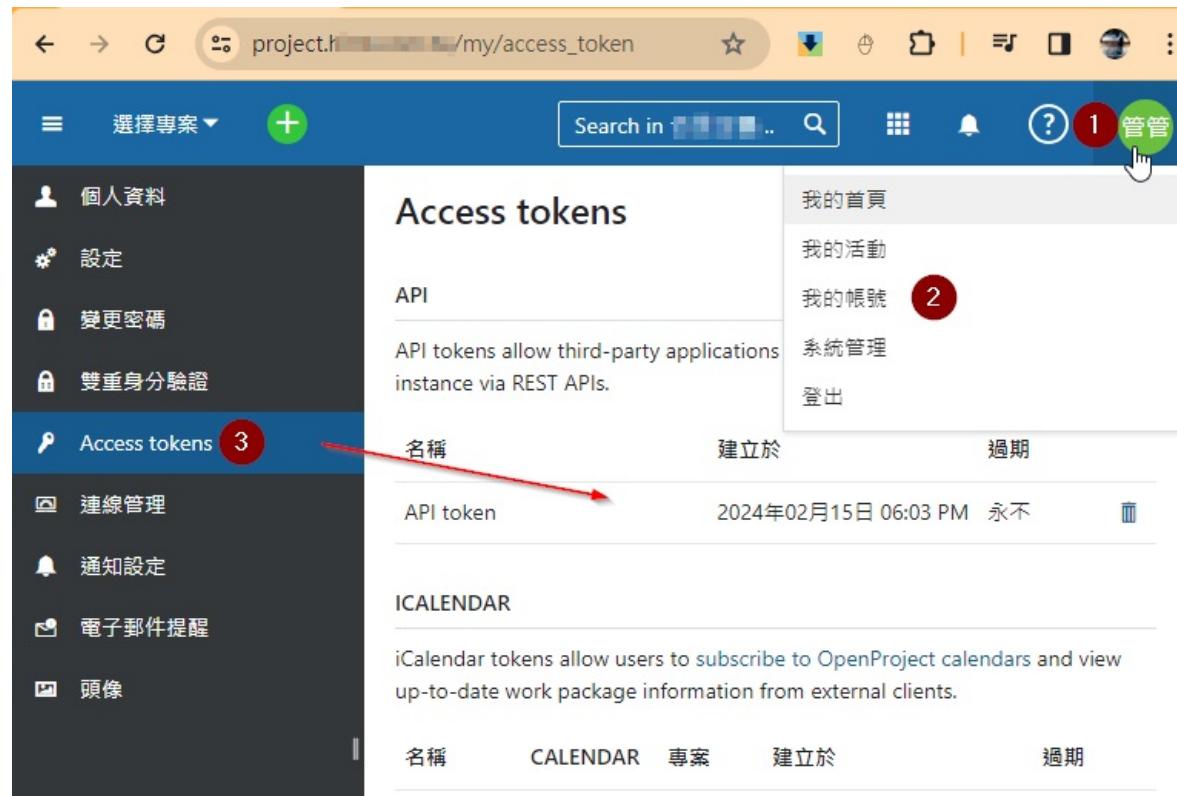 project.h /my/access_token
選擇專案
Search in ..
1
管管
個人資料
設定
變更密碼
雙重身分驗證
Access tokens 3
連線管理
通知設定
電子郵件提醒
頭像
我的首頁
我的活動
我的帳號 2
系統管理
登出
Access tokens
API
API tokens allow third-party applications
instance via REST APIs.
名稱 建立於 過期
API token 2024年02月15日 06:03 PM 永不
ICALENDAR
iCalendar tokens allow users to subscribe to OpenProject calendars and view
up-to-date work package information from external clients.
名稱 CALENDAR 專案 建立於 過期